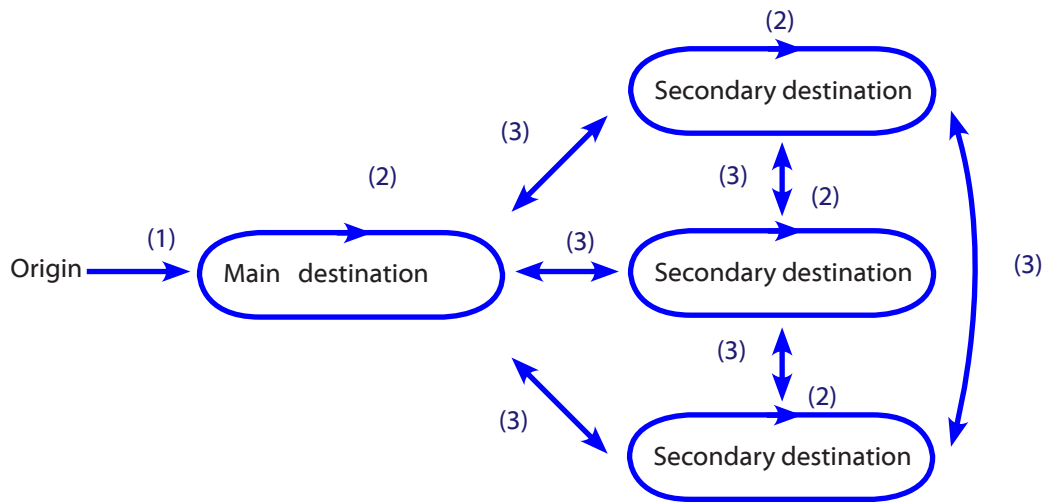 (2)
Secondary destination
(3)
(2)
(3)
(2)
(1)
(3)
Origin
Main destination
Secondary destination
(3)
(3)
(2)
(3)
Secondary destination